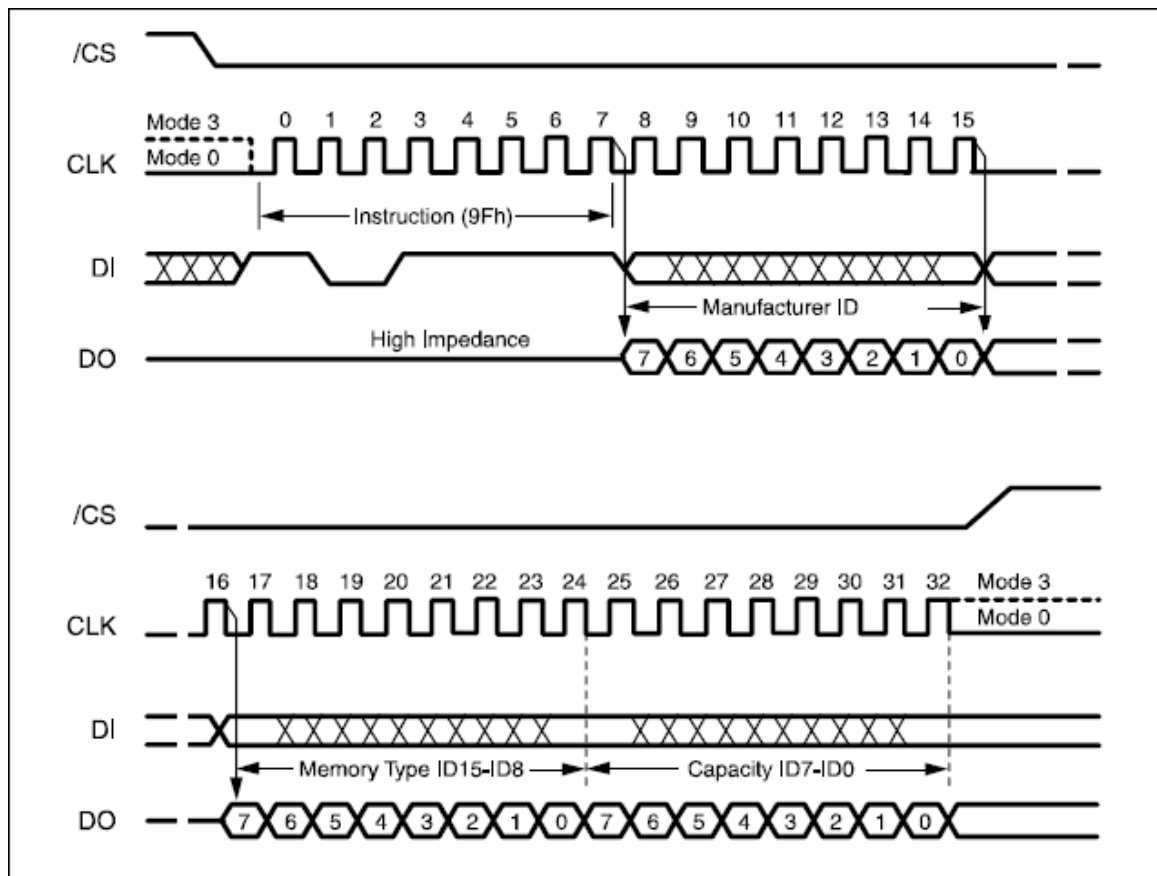 /CS
Mode 3
0 1 2 3 4 5 6 7 8 9 10 11 12 13 14 15
Mode 0
CLK
Instruction (9Fh)
DI
Manufacturer ID
High Impedance
DO
7 6 5 4 3 2 1 0
/CS
16 17 18 19 20 21 22 23 24 25 26 27 28 29 30 31 32
Mode 3
CLK
Mode 0
DI
Memory Type ID15-ID8
Capacity ID7-ID0
DO
7 6 5 4 3 2 1 0 7 6 5 4 3 2 1 0